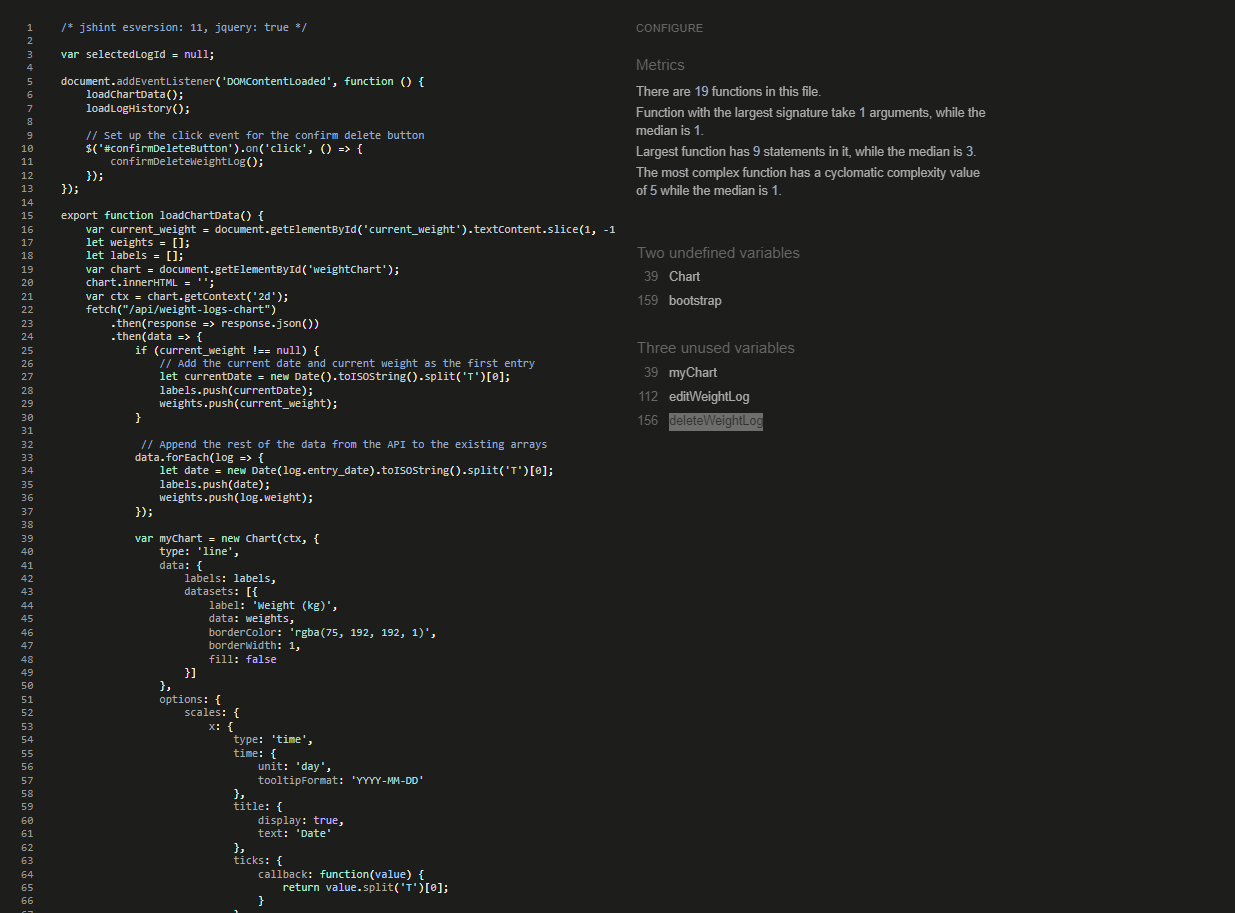 1 /* jshint esversion: 11, jquery: true */
2
3 var selectedLogId = null;
4
5 document.addEventListener('DOMContentLoaded', function () {
6 loadChartData();
7 loadLogHistory();
8
9 // Set up the click event for the confirm delete button
10 $('#confirmDeleteButton').on('click', () => {
11 confirmDeleteWeightLog();
12 });
13 });
14
15 export function loadChartData() {
16 var current_weight = document.getElementById('current_weight').textContent.slice(1, -1
17 let weights = [];
18 let labels = [];
19 var chart = document.getElementById('weightChart');
20 chart.innerHTML = '';
21 var ctx = chart.getContext('2d');
22 fetch("/api/weight-logs-chart")
23 .then(response => response.json())
24 .then(data => {
25 if (current_weight !== null) {
26 // Add the current date and current weight as the first entry
27 let currentDate = new Date().toISOString().split('T')[0];
28 labels.push(currentDate);
29 weights.push(current_weight);
30 }
31
32 // Append the rest of the data from the API to the existing arrays
33 data.forEach(log => {
34 let date = new Date(log.entry_date).toISOString().split('T')[0];
35 labels.push(date);
36 weights.push(log.weight);
37 });
38
39 var myChart = new Chart(ctx, {
40 type: 'line',
41 data: {
42 labels: labels,
43 datasets: [{
44 label: 'Weight (kg)',
45 data: weights,
46 borderColor: 'rgba(75, 192, 192, 1)',
47 borderWidth: 1,
48 fill: false
49 }]
50 },
51 options: {
52 scales: {
53 x: {
54 type: 'time',
55 time: {
56 unit: 'day',
57 tooltipFormat: 'YYYY-MM-DD'
58 },
59 title: {
60 display: true,
61 text: 'Date'
62 },
63 ticks: {
64 callback: function(value) {
65 return value.split('T')[0];
66 }
CONFIGURE
Metrics
There are 19 functions in this file.
Function with the largest signature take 1 arguments, while the
median is 1.
Largest function has 9 statements in it, while the median is 3.
The most complex function has a cyclomatic complexity value
of 5 while the median is 1.
Two undefined variables
39 Chart
159 bootstrap
Three unused variables
39 myChart
112 editWeightLog
156 deleteWeightLog